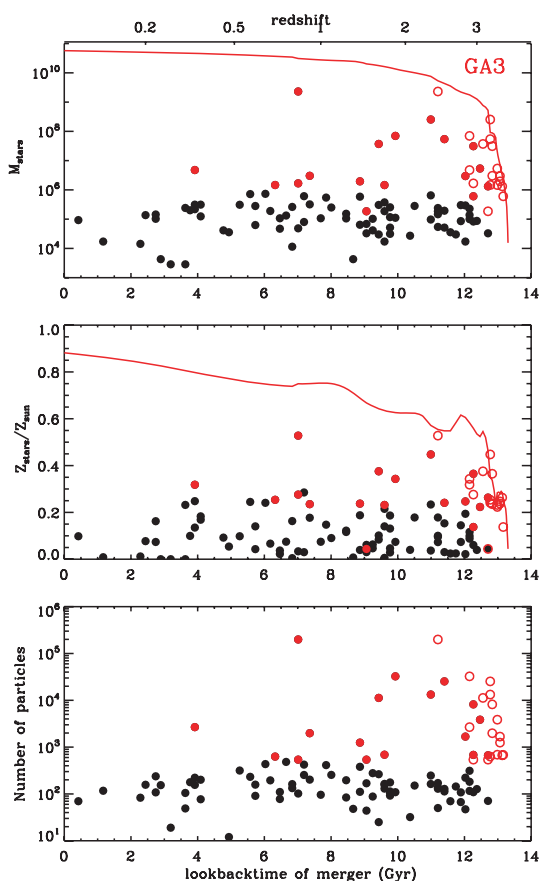 redshift
0.2 0.5 1 2 3
GA3
M_stars
10^10
10^8
10^6
10^4
0 2 4 6 8 10 12 14
Z_stars/Z_sun
1.0
0.8
0.6
0.4
0.2
0.0
0 2 4 6 8 10 12 14
Number of particles
10^6
10^5
10^4
10^3
10^2
10^1
0 2 4 6 8 10 12 14
lookbacktime of merger (Gyr)